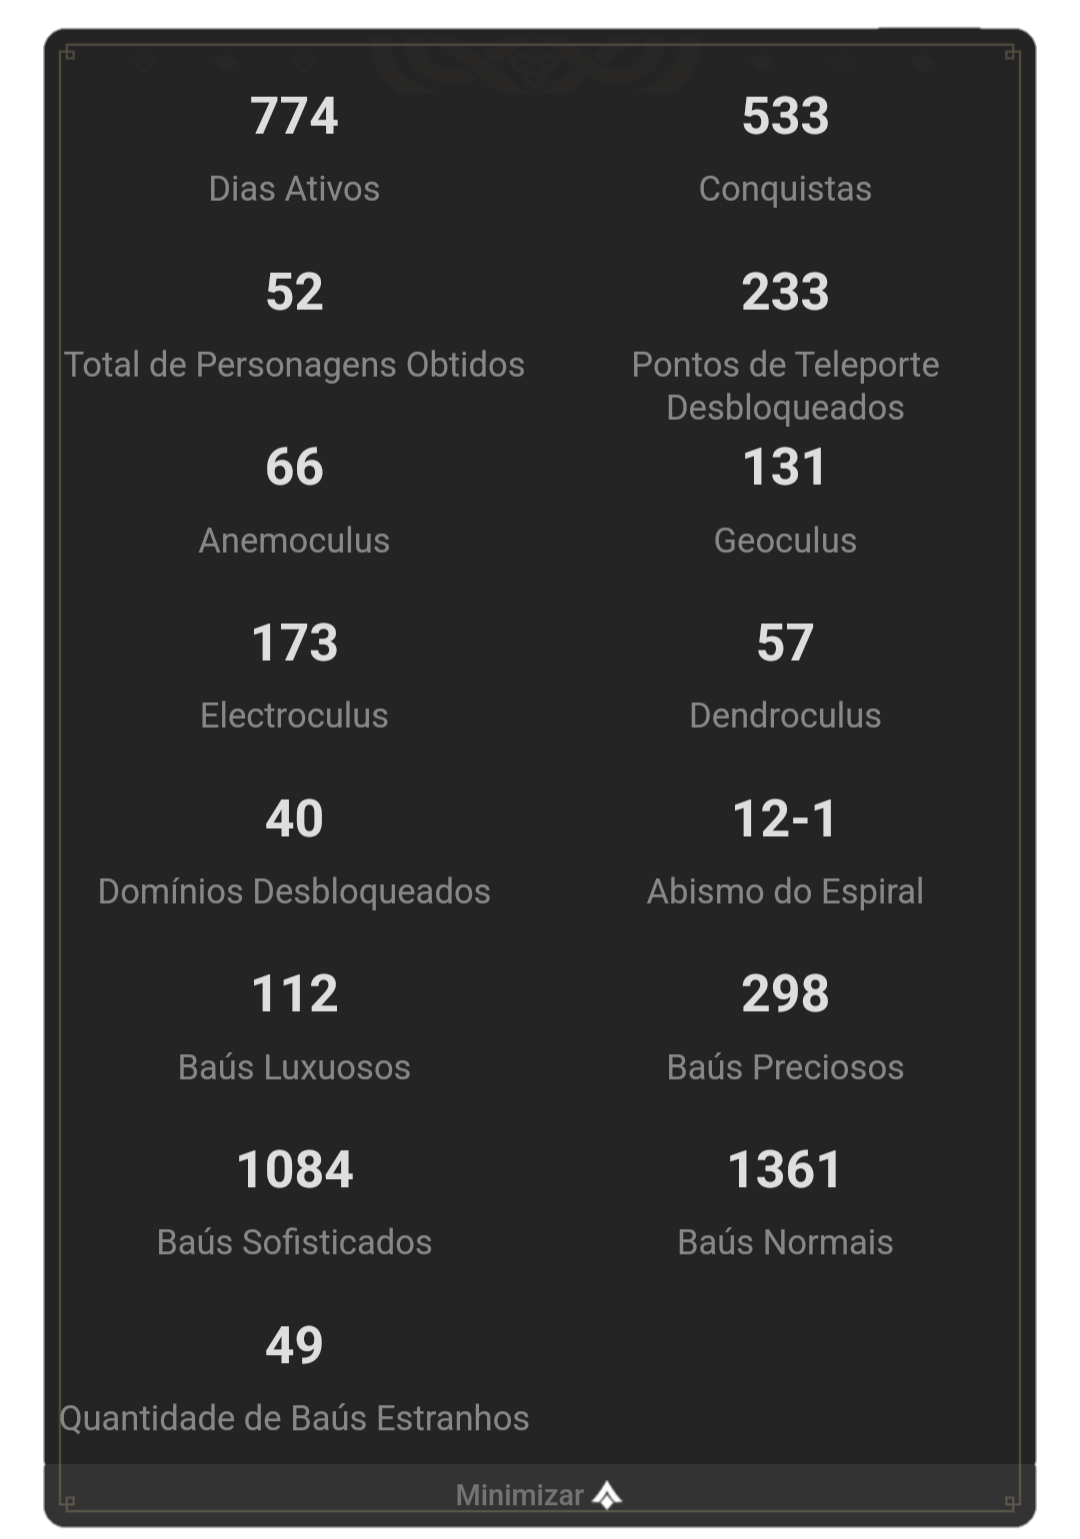 774
533
Dias Ativos
Conquistas
52
233
Total de Personagens Obtidos
Pontos de Teleporte
Desbloqueados
66
131
Anemoculus
Geoculus
173
57
Electroculus
Dendroculus
40
12-1
Domínios Desbloqueados
Abismo do Espiral
112
298
Baús Luxuosos
Baús Preciosos
1084
1361
Baús Sofisticados
Baús Normais
49
Quantidade de Baús Estranhos
Minimizar